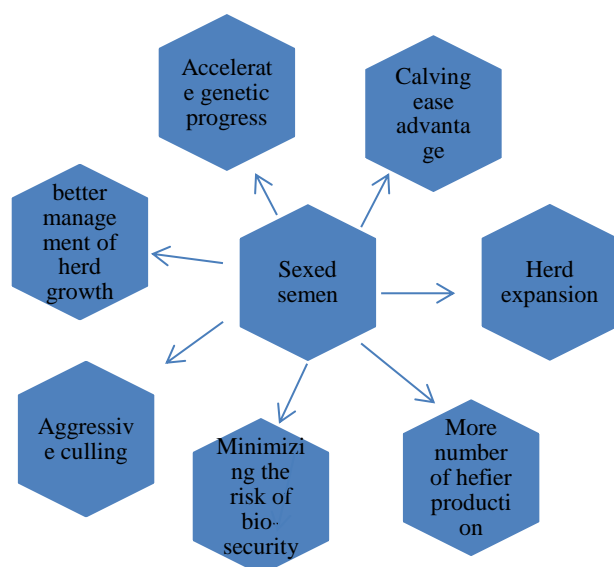 Accelerat
e genetic
progress
Calving
ease
advanta
ge
better
manage
ment of
herd
growth
Sexed
semen
Herd
expansion
Aggressiv
e culling
Minimizi
ng the
risk of
bio-
security
More
number
of hefier
producti
on